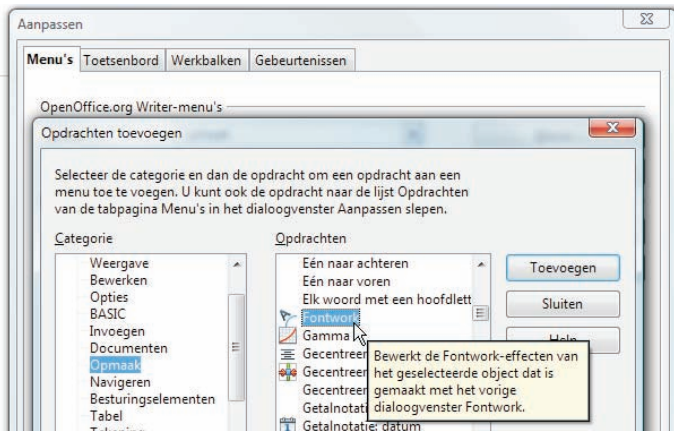 Aanpassen
Menu's Toetsenbord Werkbalken Gebeurtenissen
OpenOffice.org Writer-menu's
Opdrachten toevoegen
Selecteer de categorie en dan de opdracht om een opdracht aan een
menu toe te voegen. U kunt ook de opdracht naar de lijst Opdrachten
van de tabpagina Menu's in het dialoogvenster Aanpassen slepen.
Categorie
Weergave
Bewerken
Opties
BASIC
Invoegen
Documenten
Opmaak
Navigeren
Besturingselementen
Tabel
Opdrachten
Eén naar achteren
Eén naar voren
Elk woord met een hoofdlett
Fontwork
Gamma
Gecentreer
Gecentreer
Gecentreer
Getalnotati
Getalnotatie: datum
Toevoegen
Sluiten
Bewerkt de Fontwork-effecten van
het geselecteerde object dat is
gemaakt met het vorige
dialoogvenster Fontwork.